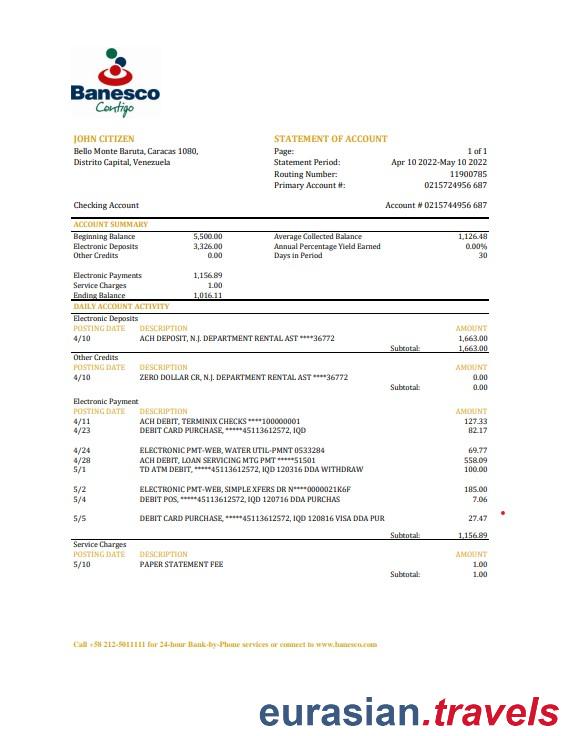 Banesco
Contigo
JOHN CITIZEN
Bello Monte Baruta, Caracas 1080,
Distrito Capital, Venezuela
STATEMENT OF ACCOUNT
Page: 1 of 1
Statement Period: Apr 10 2022-May 10 2022
Routing Number: 11900785
Primary Account #: 0215724956 687
Checking Account Account # 0215744956 687
ACCOUNT SUMMARY
Beginning Balance 5,500.00 Average Collected Balance 1,126.48
Electronic Deposits 3,326.00 Annual Percentage Yield Earned 0.00%
Other Credits 0.00 Days in Period 30
Electronic Payments 1,156.89
Service Charges 1.00
Ending Balance 1,016.11
DAILY ACCOUNT ACTIVITY
Electronic Deposits
POSTING DATE DESCRIPTION AMOUNT
4/10 ACH DEPOSIT, N.J. DEPARTMENT RENTAL AST ****36772 1,663.00
Subtotal: 1,663.00
Other Credits
POSTING DATE DESCRIPTION AMOUNT
4/10 ZERO DOLLAR CR, N.J. DEPARTMENT RENTAL AST ****36772 0.00
Subtotal: 0.00
Electronic Payment
POSTING DATE DESCRIPTION AMOUNT
4/11 ACH DEBIT, TERMINIX CHECKS ****100000001 127.33
4/23 DEBIT CARD PURCHASE, *****45113612572, IQD 82.17
4/24 ELECTRONIC PMT-WEB, WATER UTIL-PMNT 0533284 69.77
4/28 ACH DEBIT, LOAN SERVICING MTG PMT *****51501 558.09
5/1 TD ATM DEBIT, *****45113612572, IQD 120316 DDA WITHDRAW 100.00
5/2 ELECTRONIC PMT-WEB, SIMPLE XFERS DR N****0000021K6F 185.00
5/4 DEBIT POS, *****45113612572, IQD 120716 DDA PURCHAS 7.06
5/5 DEBIT CARD PURCHASE, *****45113612572, IQD 120816 VISA DDA PUR 27.47
Subtotal: 1,156.89
Service Charges
POSTING DATE DESCRIPTION AMOUNT
5/10 PAPER STATEMENT FEE 1.00
Subtotal: 1.00
Call +58 212-5011111 for 24-hour Bank-by-Phone services or connect to www.banesco.com
eurasian.travels